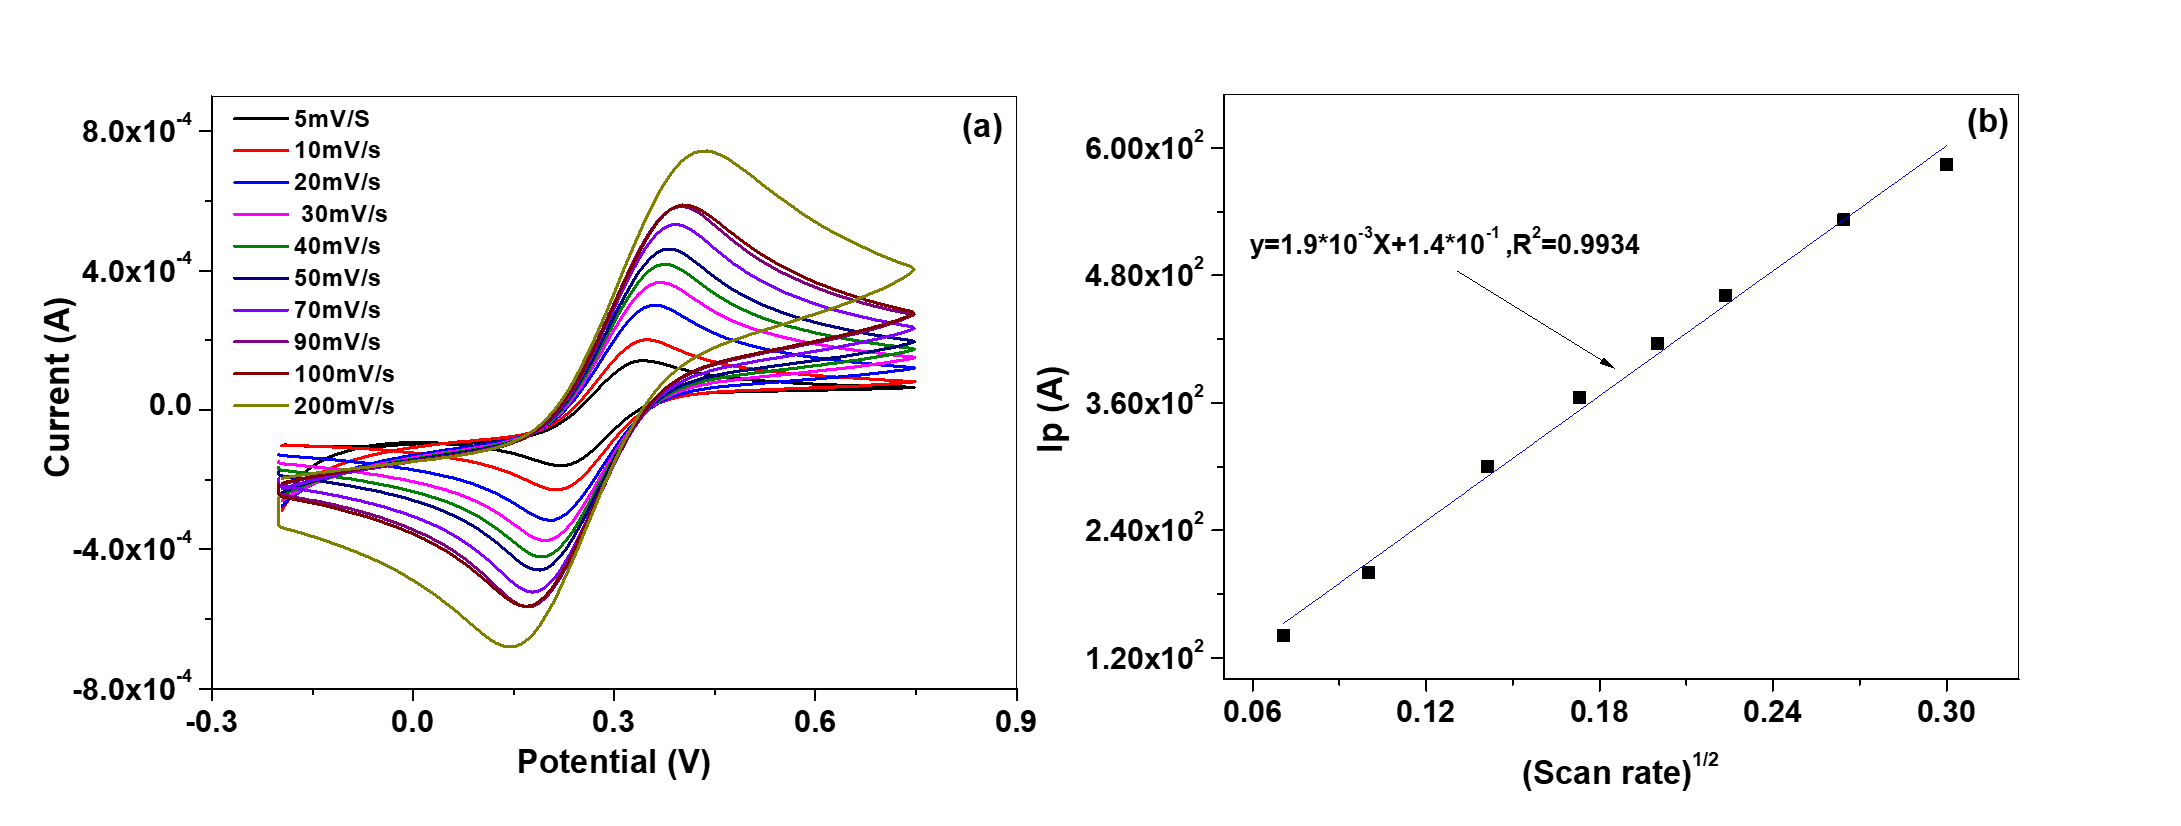 (a)
5mV/S
10mV/s
20mV/s
30mV/s
40mV/s
50mV/s
70mV/s
90mV/s
100mV/s
200mV/s
8.0x10⁻⁴
4.0x10⁻⁴
0.0
-4.0x10⁻⁴
-8.0x10⁻⁴
-0.3 0.0 0.3 0.6 0.9
Current (A)
Potential (V)
(b)
6.00x10²
4.80x10²
3.60x10²
2.40x10²
1.20x10²
y=1.9*10⁻³X+1.4*10⁻¹ ,R²=0.9934
0.06 0.12 0.18 0.24 0.30
Ip (A)
(Scan rate)¹/²